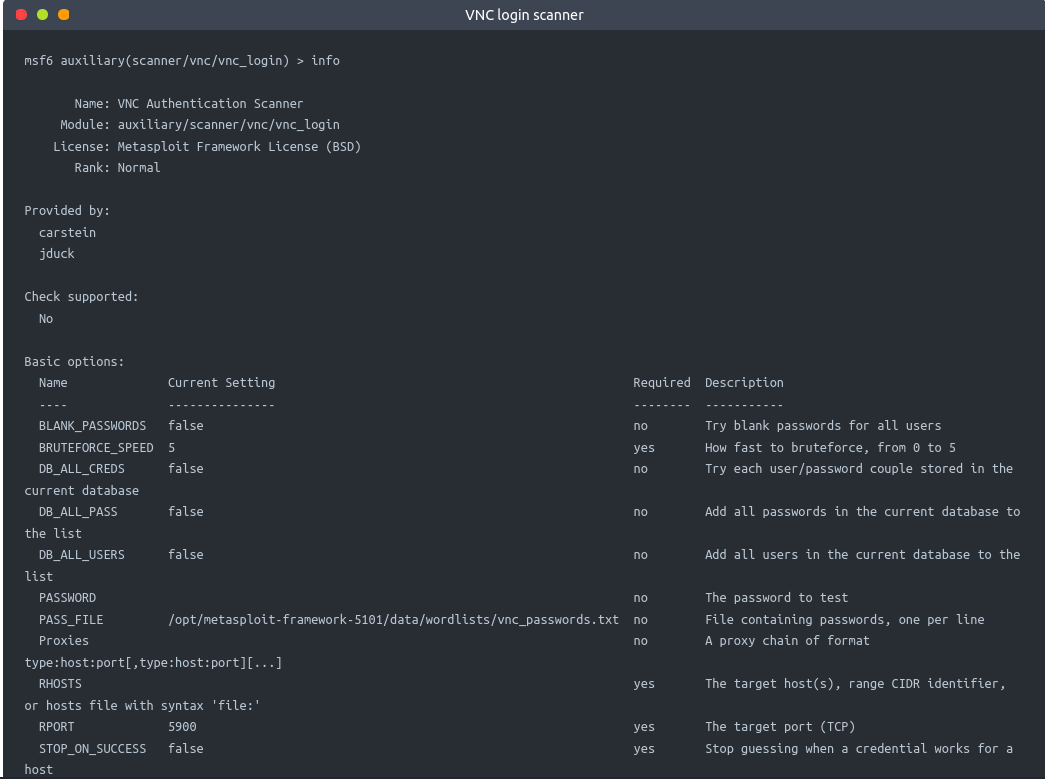 VNC login scanner
msf6 auxiliary(scanner/vnc/vnc_login) > info
Name: VNC Authentication Scanner
Module: auxiliary/scanner/vnc/vnc_login
License: Metasploit Framework License (BSD)
Rank: Normal
Provided by:
carstein
jduck
Check supported:
No
Basic options:
Name Current Setting Required Description
---- --------------- -------- -----------
BLANK_PASSWORDS false no Try blank passwords for all users
BRUTEFORCE_SPEED 5 yes How fast to bruteforce, from 0 to 5
DB_ALL_CREDS false no Try each user/password couple stored in the
current database
DB_ALL_PASS false no Add all passwords in the current database to
the list
DB_ALL_USERS false no Add all users in the current database to the
list
PASSWORD no The password to test
PASS_FILE /opt/metasploit-framework-5101/data/wordlists/vnc_passwords.txt no File containing passwords, one per line
Proxies no A proxy chain of format
type:host:port[,type:host:port][...]
RHOSTS yes The target host(s), range CIDR identifier,
or hosts file with syntax 'file:'
RPORT 5900 yes The target port (TCP)
STOP_ON_SUCCESS false yes Stop guessing when a credential works for a
host